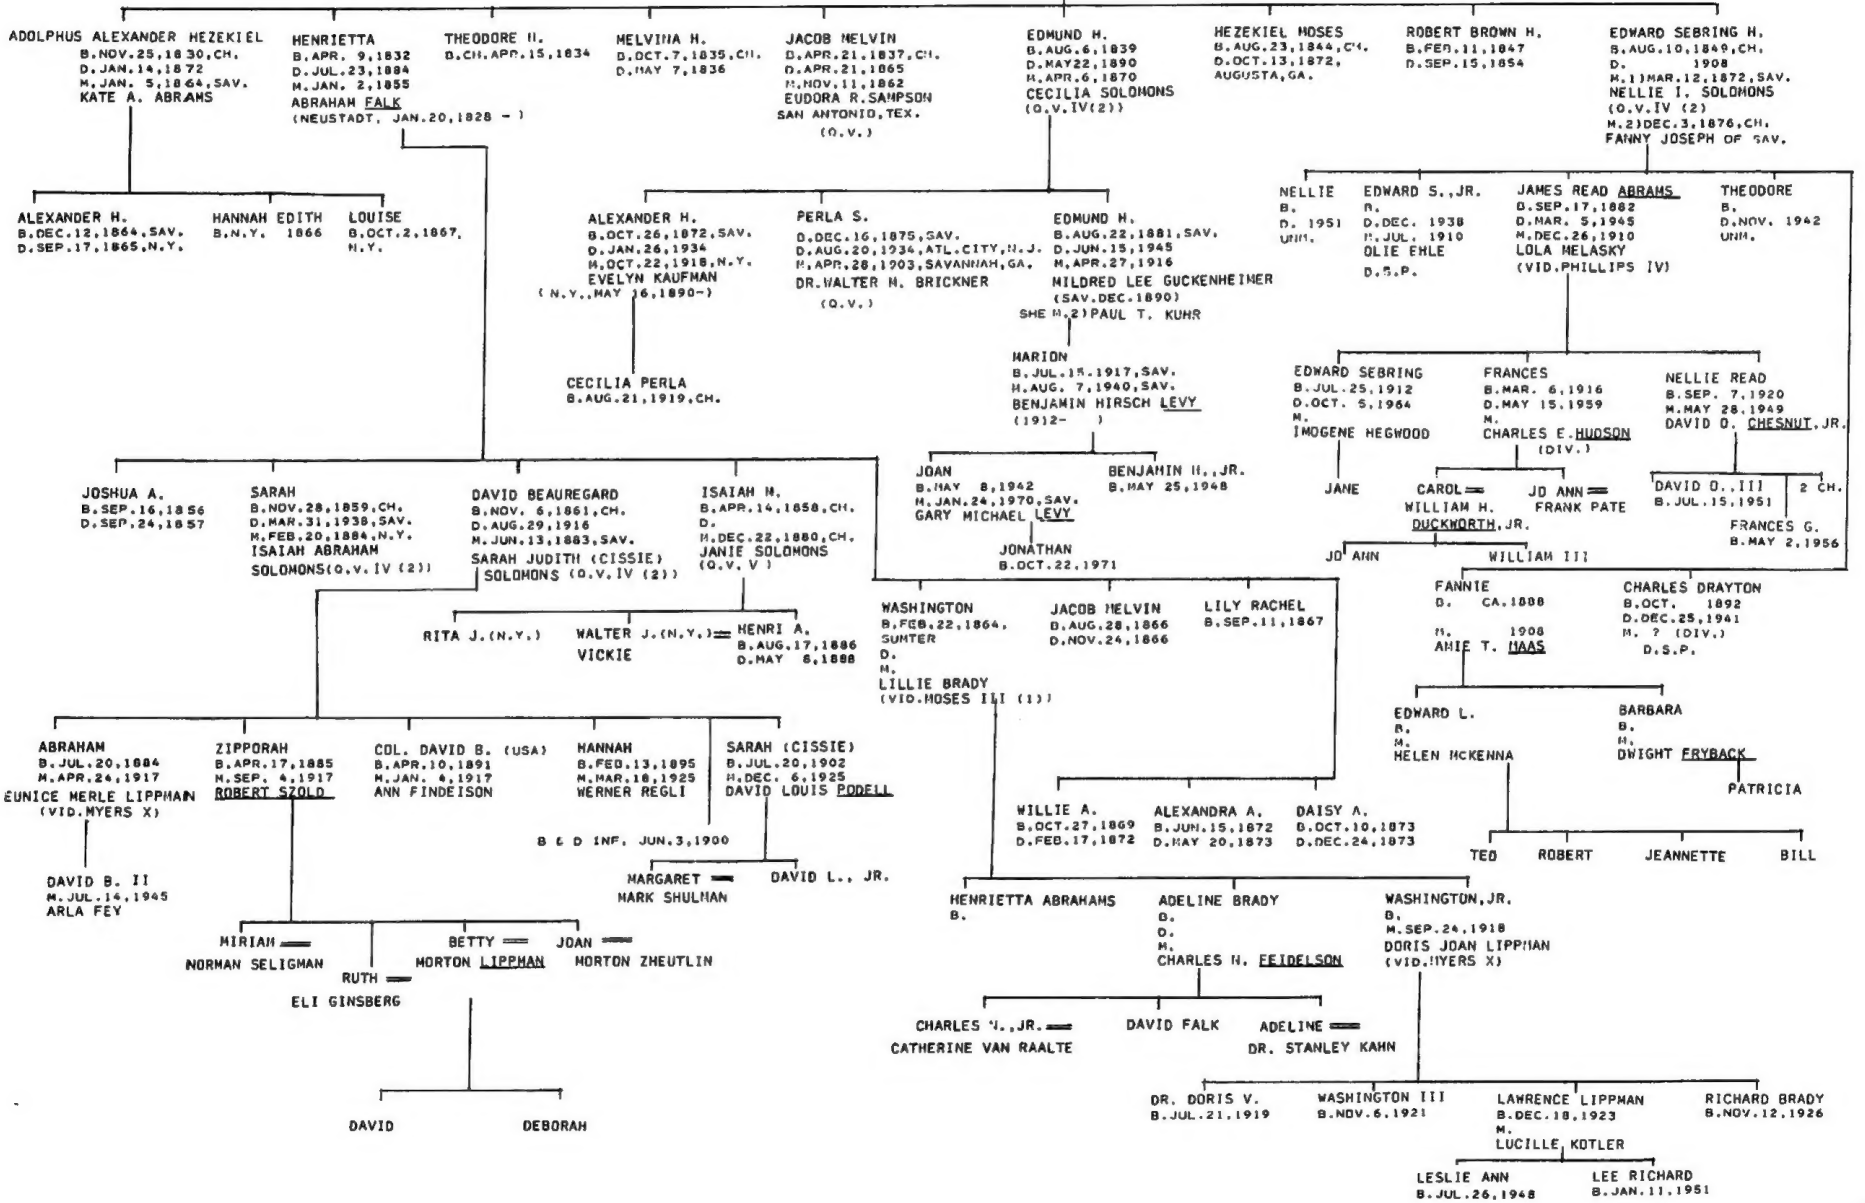 ADOLPHUS ALEXANDER HEZEKIEL
B.NOV.25,1830,CH.
D.JAN.14,1872
M.JAN. 5,1864,SAV.
KATE A. ABRAMS
HENRIETTA
B.APR. 9,1832
D.JUL.23,1884
M.JAN. 2,1855
ABRAHAM FALK
(NEUSTADT, JAN.20,1828 - )
THEODORE H.
B.CH.APR.15,1834
MELVINA H.
B.OCT.7,1835,CH.
D.MAY 7,1836
JACOB MELVIN
B.APR.21,1837,CH.
D.APR.21,1865
M.NOV.11,1862
EUDORA R.SAMPSON
SAN ANTONIO,TEX.
(Q.V.)
EDMUND H.
B.AUG.6,1839
D.MAY22,1890
M.APR.6,1870
CECILIA SOLOMONS
(Q.V.IV(2))
HEZEKIEL MOSES
B.AUG.23,1844,CH.
D.OCT.13,1872,
AUGUSTA,GA.
ROBERT BROWN H.
B.FEB.11,1847
D.SEP.15,1854
EDWARD SEBRING H.
B.AUG.10,1849,CH.
D. 1908
M.1)MAR.12,1872,SAV.
NELLIE I. SOLOMONS
(Q.V.IV (2)
M.2)DEC.3,1876,CH.
FANNY JOSEPH OF SAV.
ALEXANDER H.
B.DEC.12,1864,SAV.
D.SEP.17,1865,N.Y.
HANNAH EDITH
B.N.Y. 1866
LOUISE
B.OCT.2,1867,
N.Y.
ALEXANDER H.
B.OCT.26,1872,SAV.
D.JAN.26,1934
M.OCT.22,1918,N.Y.
EVELYN KAUFMAN
(N.Y.,MAY 16,1890-)
PERLA S.
B.DEC.16,1875,SAV.
D.AUG.20,1934,ATL.CITY,N.J.
M.APR.28,1903,SAVANNAH,GA.
DR.WALTER M. BRICKNER
(Q.V.)
EDMUND H.
B.AUG.22,1881,SAV.
D.JUN.15,1945
M.APR.27,1916
MILDRED LEE GUCKENHEIMER
(SAV.DEC.1890)
SHE M.2)PAUL T. KUHR
NELLIE
B.
D. 1951
UNM.
EDWARD S.,JR.
B.
D.DEC. 1938
M.JUL. 1910
OLIE EHLE
D.S.P.
JAMES READ ABRAMS
B.SEP.17,1882
D.MAR. 5,1945
M.DEC.26,1910
LOLA MELASKY
(VID.PHILLIPS IV)
THEODORE
B.
D.NOV. 1942
UNM.
CECILIA PERLA
B.AUG.21,1919,CH.
MARION
B.JUL.15.1917,SAV.
M.AUG. 7,1940,SAV.
BENJAMIN HIRSCH LEVY
(1912- )
EDWARD SEBRING
B.JUL.25,1912
D.OCT. 5,1964
M.
IMOGENE HEGWOOD
FRANCES
B.MAR. 6,1916
D.MAY 15,1959
M.
CHARLES E.HUDSON
(DIV.)
NELLIE READ
B.SEP. 7,1920
M.MAY 28,1949
DAVID O. CHESNUT,JR.
JOAN
B.MAY 8,1942
M.JAN.24,1970,SAV.
GARY MICHAEL LEVY
BENJAMIN H.,JR.
B.MAY 25,1948
JANE
CAROL
WILLIAM H.
DUCKWORTH,JR.
JO ANN
FRANK PATE
DAVID O.,III
B.JUL.15,1951
2 CH.
FRANCES G.
B.MAY 2,1956
JONATHAN
B.OCT.22,1971
JO ANN
WILLIAM III
JOSHUA A.
B.SEP.16,1856
D.SEP.24,1857
SARAH
B.NOV.28,1859,CH.
D.MAR.31,1938,SAV.
M.FEB.20,1884,N.Y.
ISAIAH ABRAHAM
SOLOMONS(Q.V.IV (2))
DAVID BEAUREGARD
B.NOV. 6,1861,CH.
D.AUG.29,1916
M.JUN.13,1883,SAV.
SARAH JUDITH (CISSIE)
SOLOMONS (Q.V.IV (2))
ISAIAH M.
B.APR.14,1858,CH.
D.
M.DEC.22,1880,CH.
JANIE SOLOMONS
(Q.V. V)
FANNIE
B. CA.1888
M. 1908
AMIE T. MAAS
CHARLES DRAYTON
B.OCT. 1892
D.DEC.25,1941
M. ? (DIV.)
D.S.P.
RITA J.(N.Y.)
WALTER J.(N.Y.)
VICKIE
HENRI A.
B.AUG.17,1886
D.MAY 8,1888
WASHINGTON
B.FEB.22,1864,
SUMTER
D.
M.
LILLIE BRADY
(VID.MOSES III (1))
JACOB MELVIN
B.AUG.28,1866
D.NOV.24,1866
LILY RACHEL
B.SEP.11,1867
EDWARD L.
B.
M.
HELEN MCKENNA
BARBARA
B.
M.
DWIGHT FRYBACK
PATRICIA
ABRAHAM
B.JUL.20,1884
M.APR.24,1917
EUNICE MERLE LIPPMAN
(VID.MYERS X)
ZIPPORAH
B.APR.17,1885
M.SEP. 4,1917
ROBERT SZOLD
COL. DAVID B. (USA)
B.APR.10,1891
M.JAN. 4,1917
ANN FINDEISON
HANNAH
B.FEB.13,1895
M.MAR.18,1925
WERNER REGLI
SARAH (CISSIE)
B.JUL.20,1902
M.DEC. 6,1925
DAVID LOUIS PODELL
B & D INF. JUN.3,1900
WILLIE A.
B.OCT.27,1869
D.FEB.17,1872
ALEXANDRA A.
B.JUN.15,1872
D.MAY 20,1873
DAISY A.
B.OCT.10,1873
D.DEC.24,1873
TED
ROBERT
JEANNETTE
BILL
DAVID B. II
M.JUL.14,1945
ARLA FEY
MARGARET
MARK SHULMAN
DAVID L., JR.
HENRIETTA ABRAHAMS
B.
ADELINE BRADY
B.
D.
M.
CHARLES N. FEIDELSON
WASHINGTON,JR.
B.
M.SEP.24,1918
DORIS JOAN LIPPMAN
(VID.MYERS X)
MIRIAM
NORMAN SELIGMAN
RUTH
ELI GINSBERG
BETTY
MORTON LIPPMAN
JOAN
MORTON ZHEUTLIN
CHARLES N.,JR.
CATHERINE VAN RAALTE
DAVID FALK
ADELINE
DR. STANLEY KAHN
DAVID
DEBORAH
DR. DORIS V.
B.JUL.21,1919
WASHINGTON III
B.NOV.6,1921
LAWRENCE LIPPMAN
B.DEC.18,1923
M.
LUCILLE KOTLER
RICHARD BRADY
B.NOV.12,1926
LESLIE ANN
B.JUL.26,1948
LEE RICHARD
B.JAN.11,1951